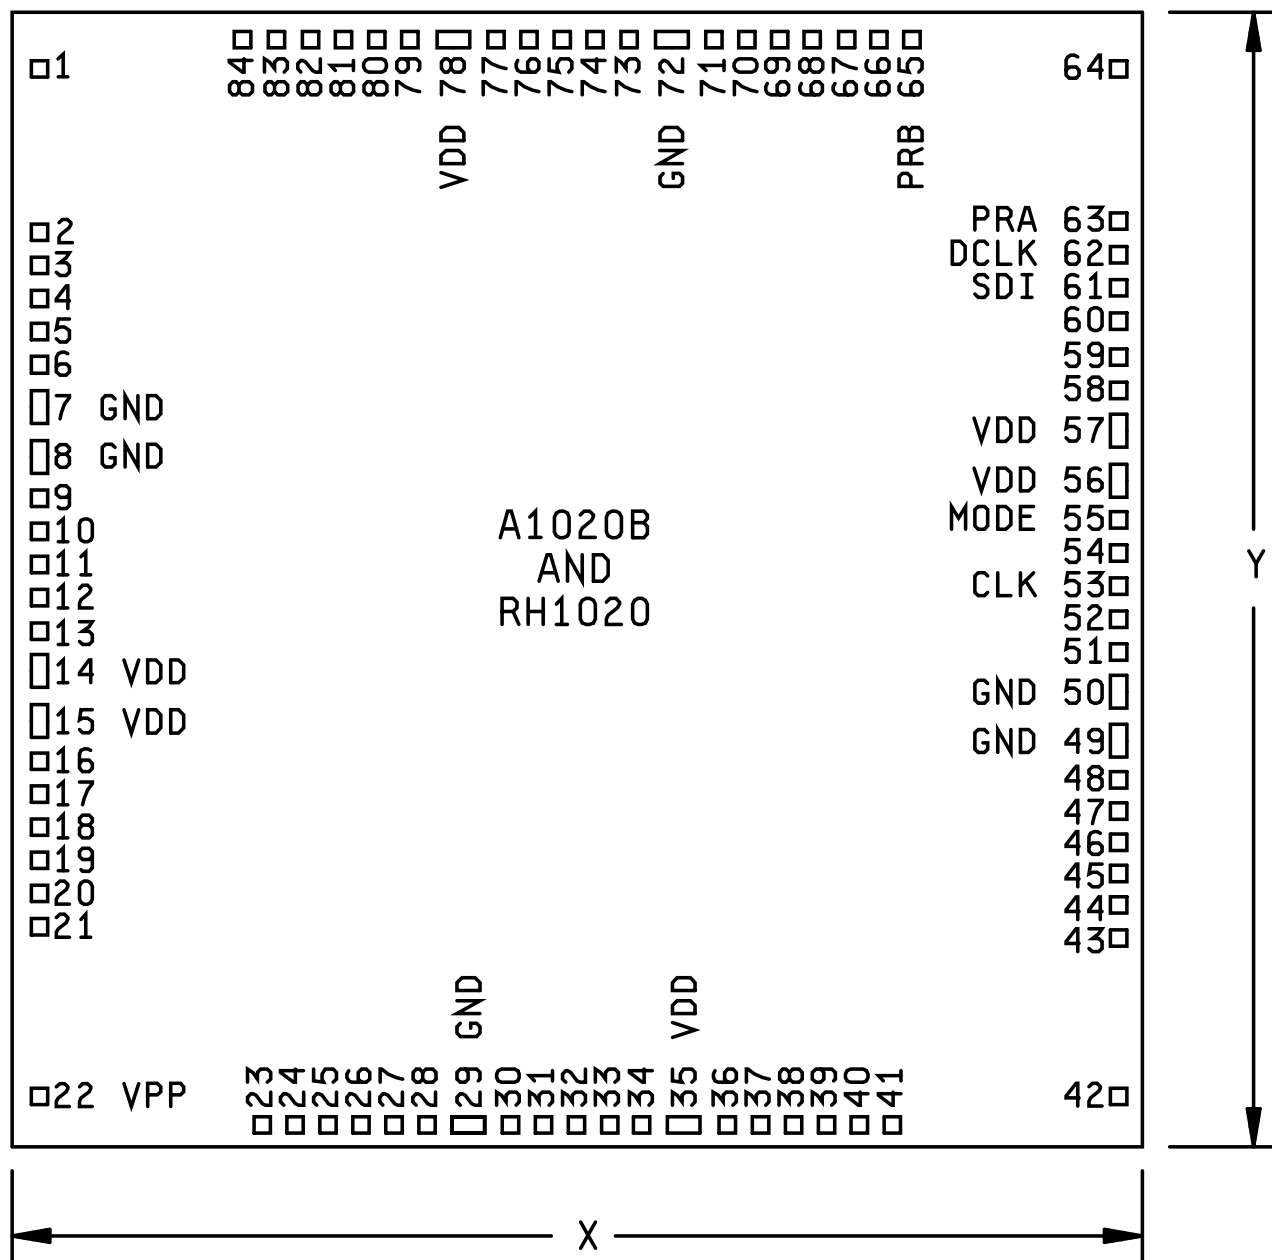 1
84
83
82
81
80
79
78
77
76
75
74
73
72
71
70
69
68
67
66
65
64
VDD
GND
PRB
2
3
4
5
6
7 GND
8 GND
9
10
11
12
13
14 VDD
15 VDD
16
17
18
19
20
21
22 VPP
A1020B
AND
RH1020
PRA 63
DCLK 62
SDI 61
60
59
58
VDD 57
VDD 56
MODE 55
54
CLK 53
52
51
GND 50
GND 49
48
47
46
45
44
43
42
Y
GND
VDD
23
24
25
26
27
28
29
30
31
32
33
34
35
36
37
38
39
40
41
X